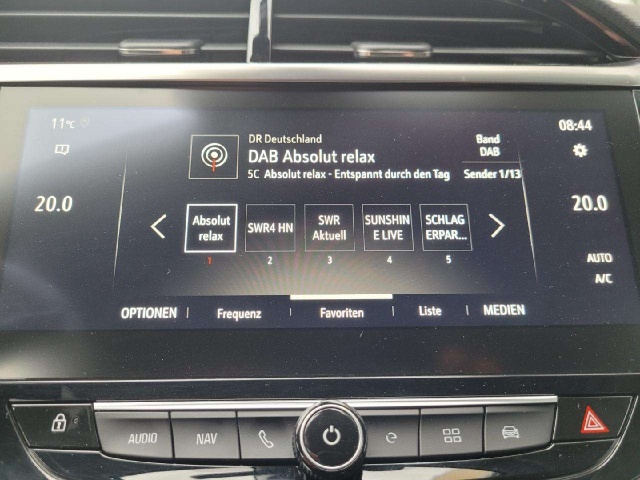 11°C
08:44
DR Deutschland
DAB Absolut relax
5C Absolut relax - Entspannt durch den Tag
Band
DAB
Sender 1/13
20.0
20.0
Absolut
relax
SWR4 HN
SWR
Aktuell
SUNSHIN
E LIVE
SCHLAG
ERPAR...
1
2
3
4
5
AUTO
A/C
OPTIONEN
Frequenz
Favoriten
Liste
MEDIEN
AUDIO
NAV